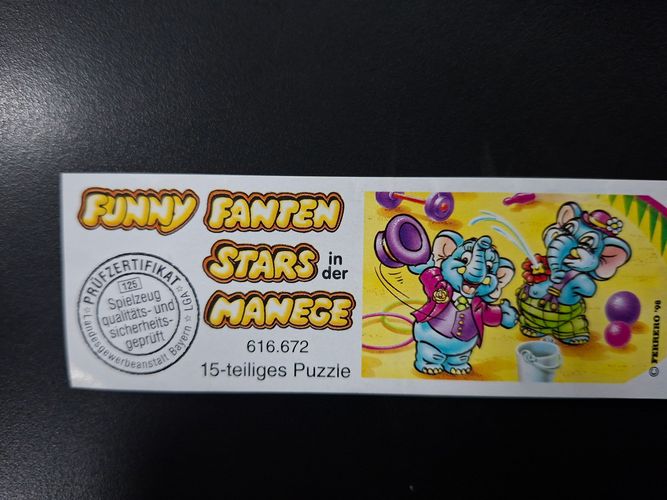 FUNNY FANTEN
STARS in der
MANEGE
616.672
15-teiliges Puzzle
PRÜFZERTIFIKAT
125
Spielzeug
qualitäts- und
sicherheits-
geprüft
Landesgewerbeanstalt Bayern LGA
© FERRERO '98